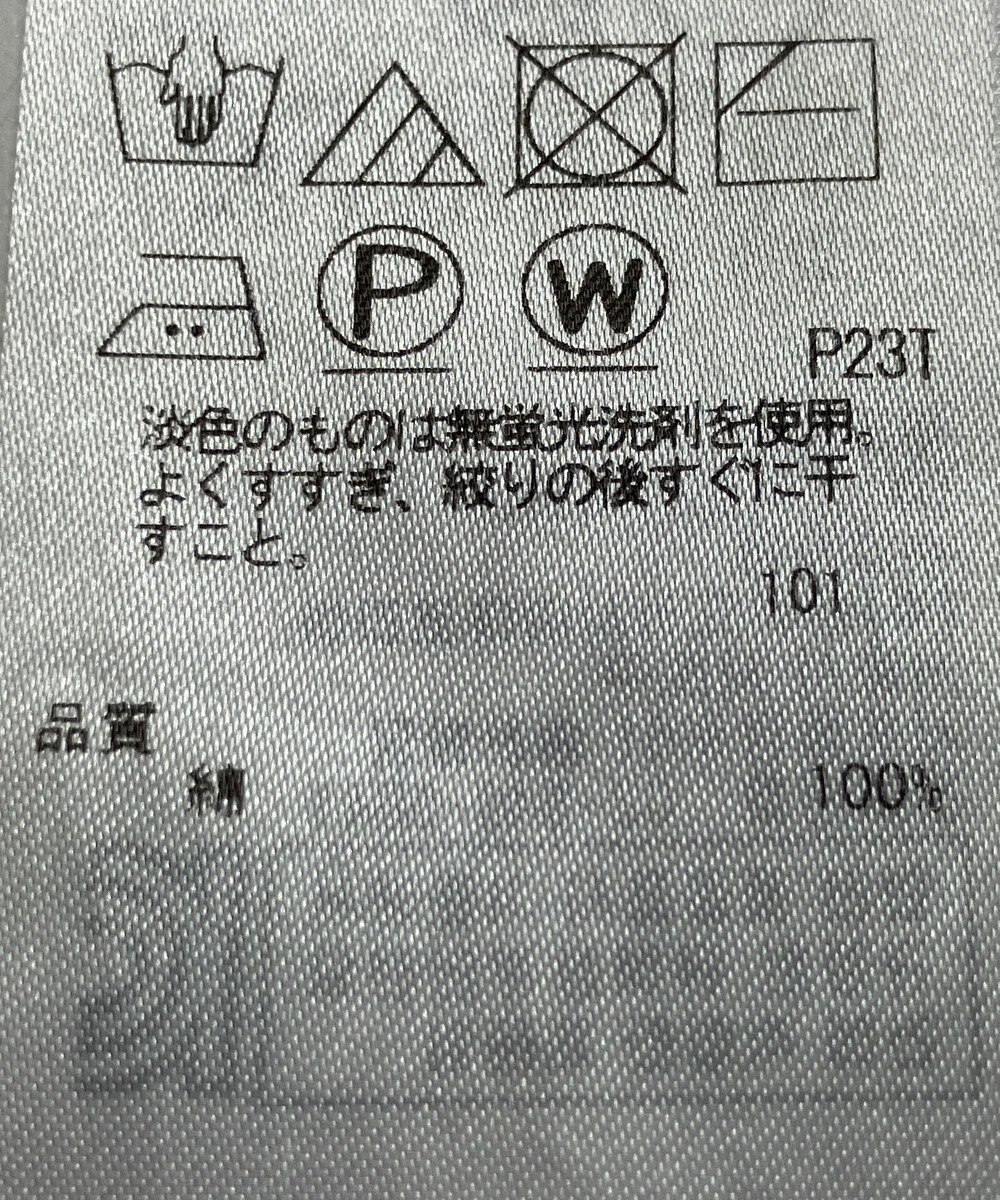 P W
P23T
淡色のものは無蛍光洗剤を使用。
よくすすぎ、絞りの後すぐに干
すこと。
101
品質
綿 100%